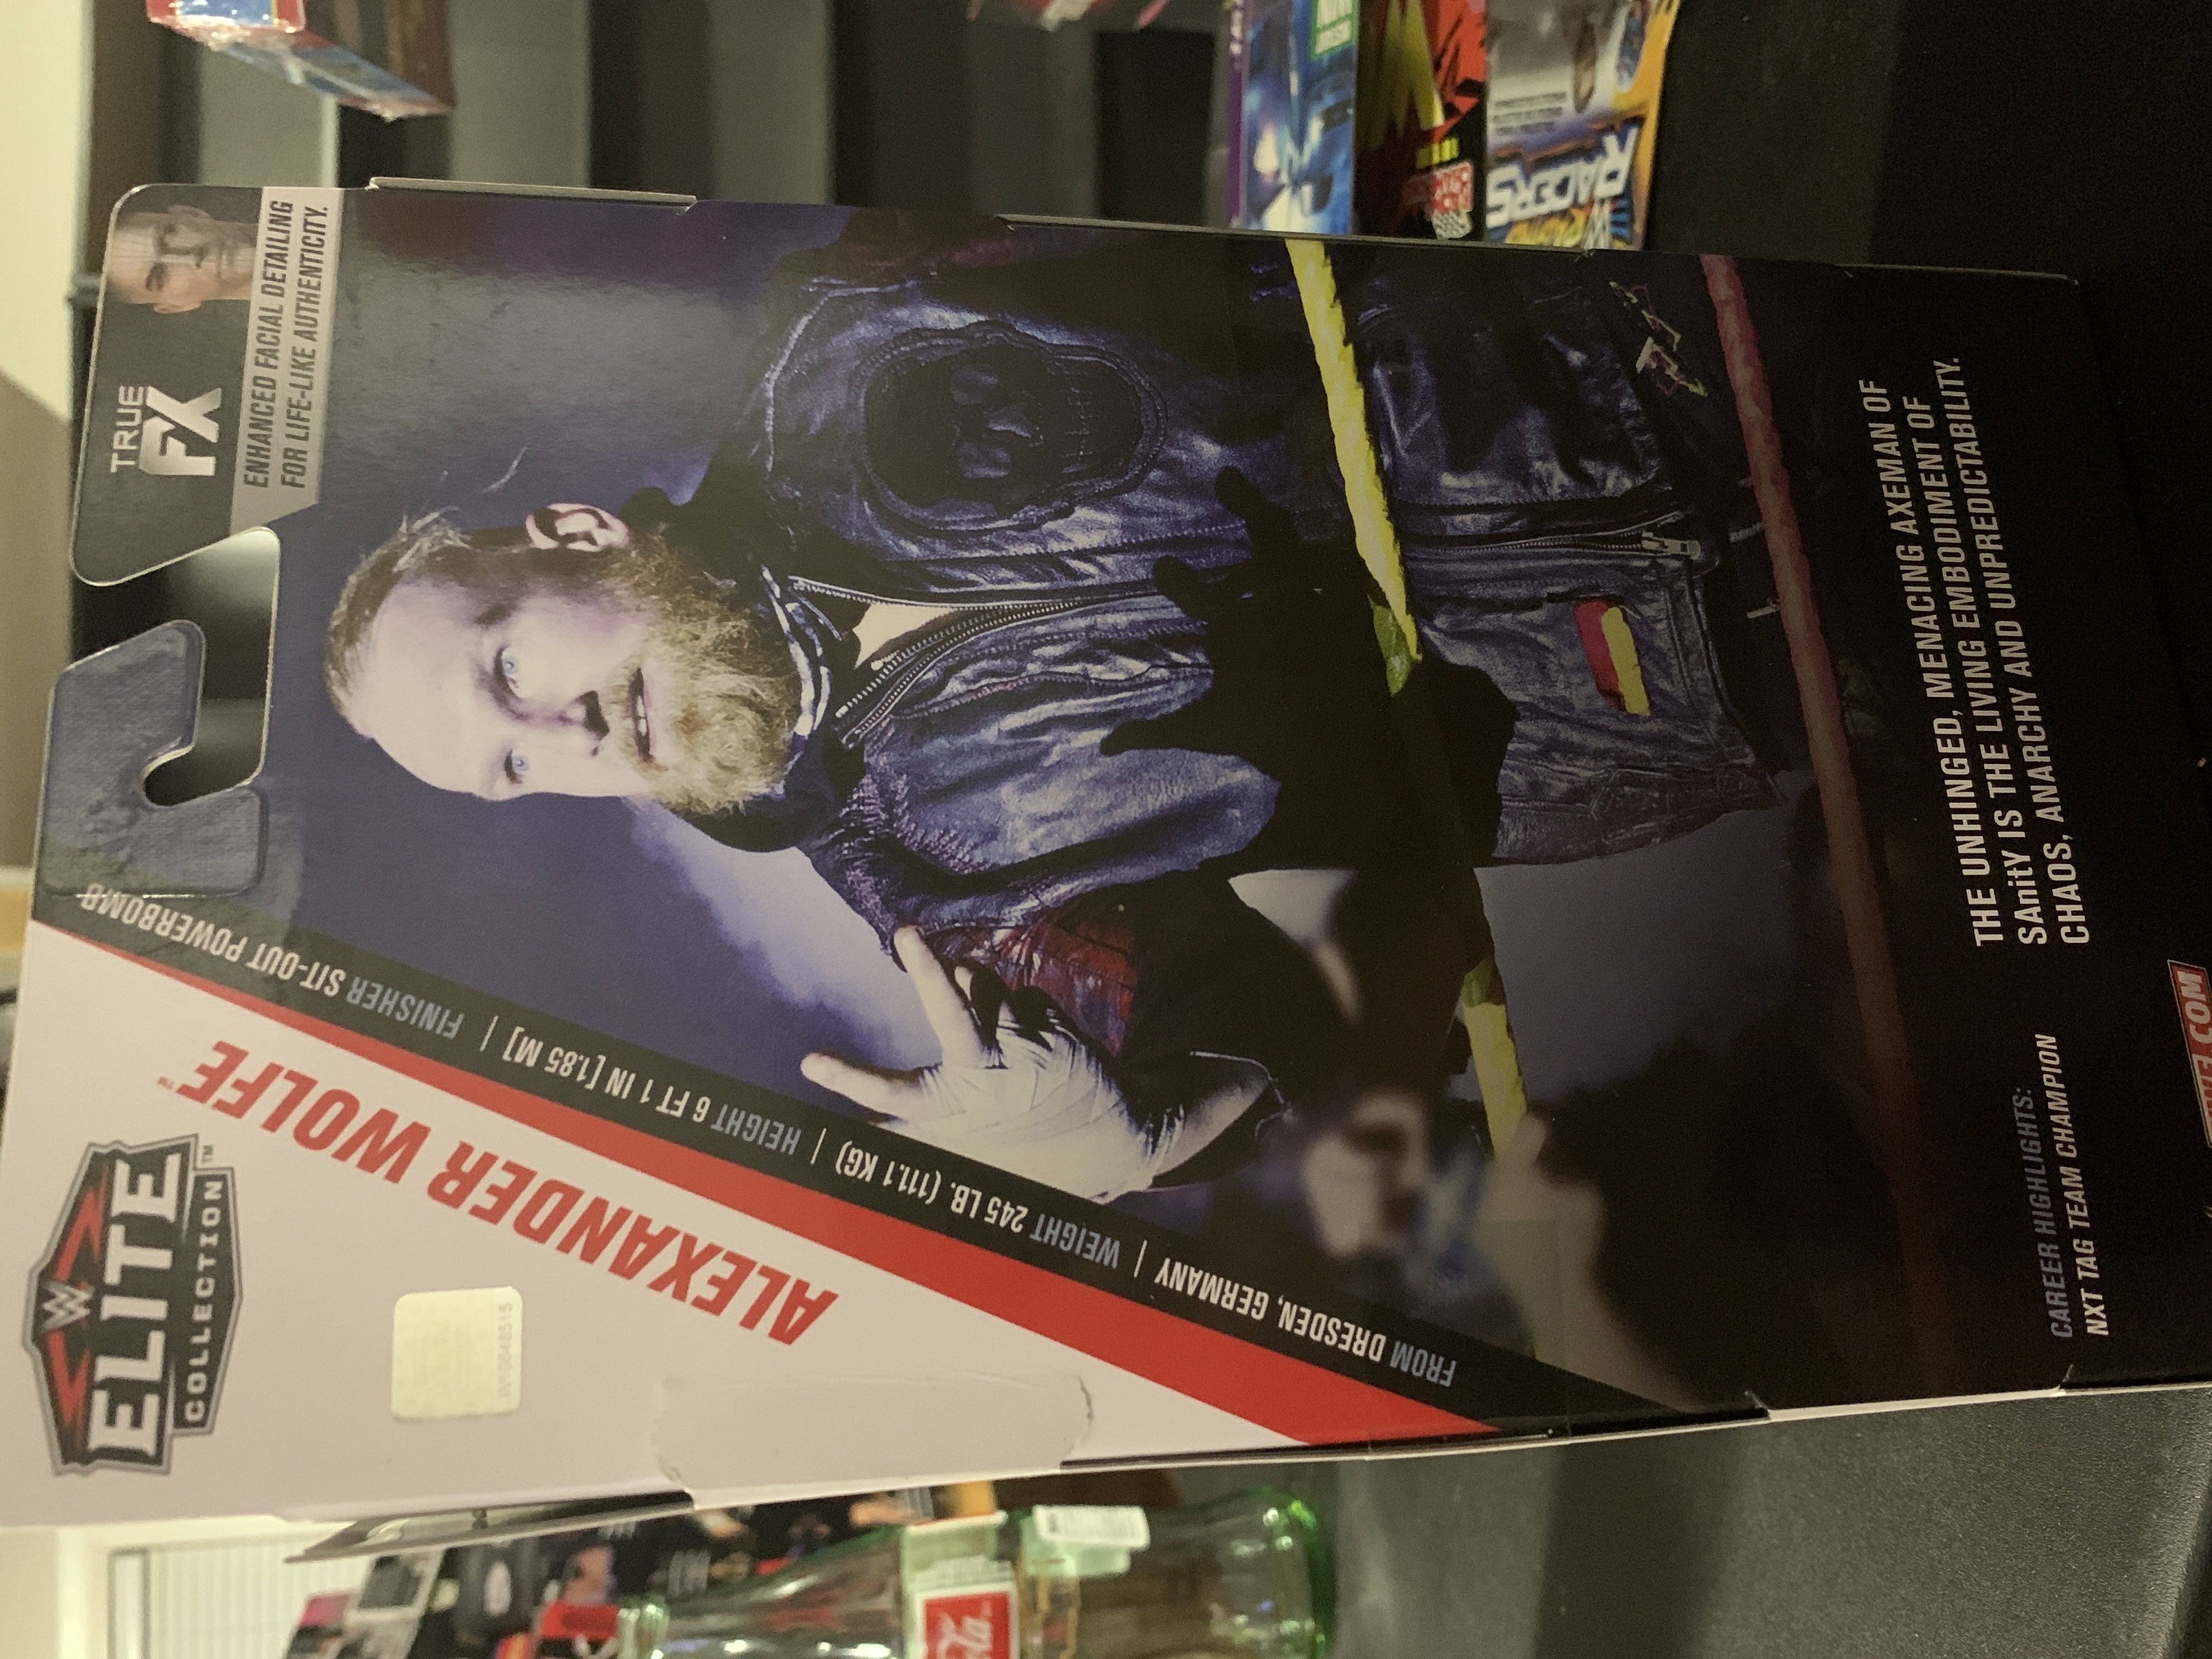 W
ELITE
COLLECTION™
ALEXANDER WOLFE™
FROM DRESDEN, GERMANY | WEIGHT 245 LB. (111.1 KG) | HEIGHT 6 FT 1 IN [1.85 M] | FINISHER SIT-OUT POWERBOMB
TRUE
FX
ENHANCED FACIAL DETAILING
FOR LIFE-LIKE AUTHENTICITY.
THE UNHINGED, MENACING AXEMAN OF
SAnitY IS THE LIVING EMBODIMENT OF
CHAOS, ANARCHY AND UNPREDICTABILITY.
CAREER HIGHLIGHTS:
NXT TAG TEAM CHAMPION
RACERS